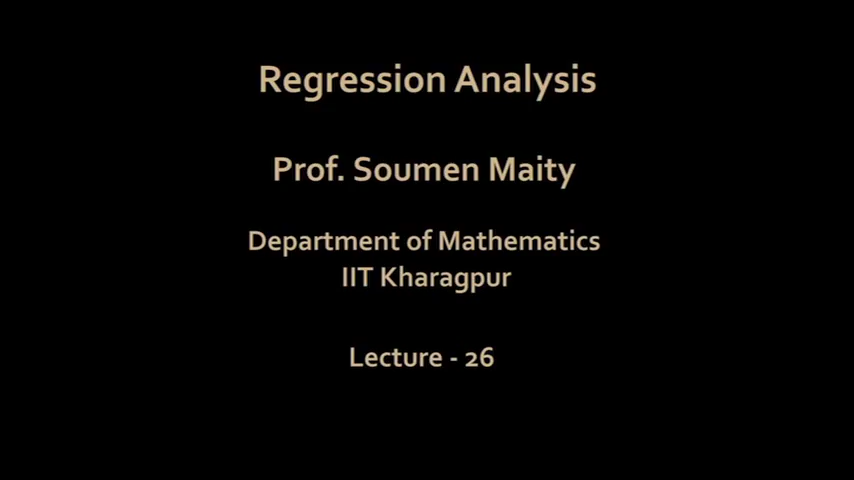 Regression Analysis
Prof. Soumen Maity
Department of Mathematics
IIT Kharagpur
Lecture - 26